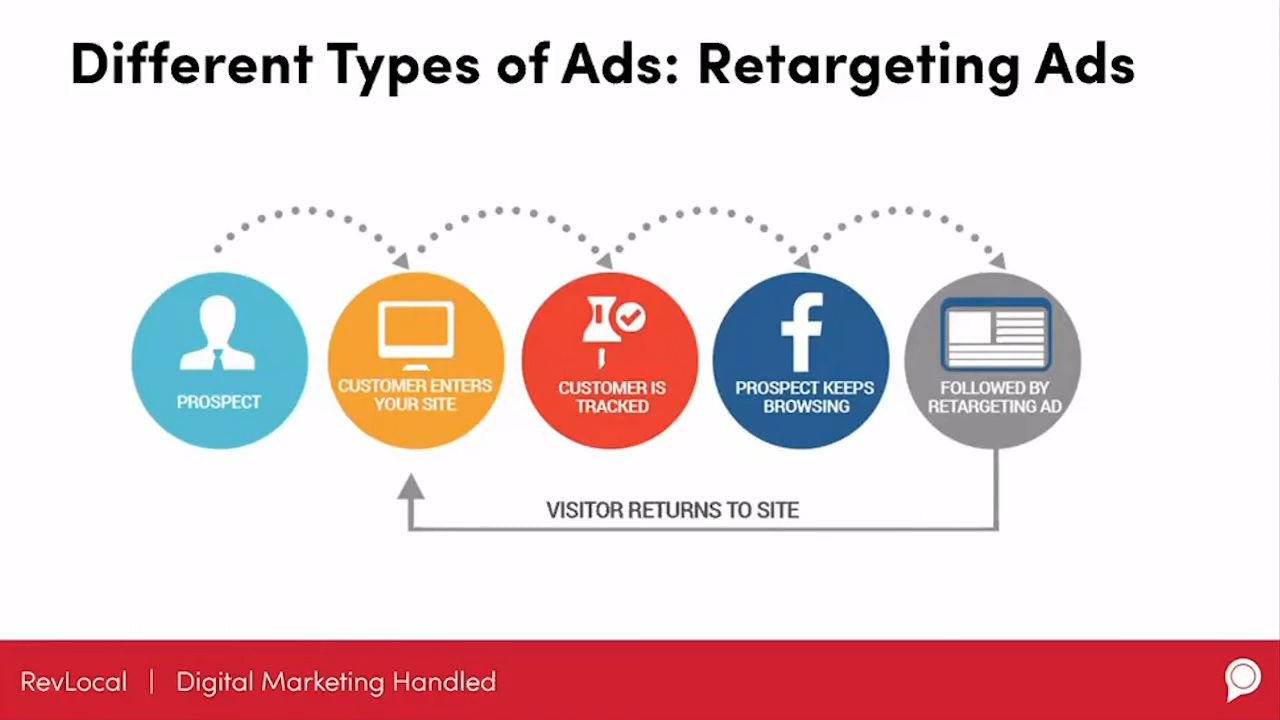 Different Types of Ads: Retargeting Ads
PROSPECT
CUSTOMER ENTERS
YOUR SITE
CUSTOMER IS
TRACKED
PROSPECT KEEPS
BROWSING
FOLLOWED BY
RETARGETING AD
VISITOR RETURNS TO SITE
RevLocal | Digital Marketing Handled